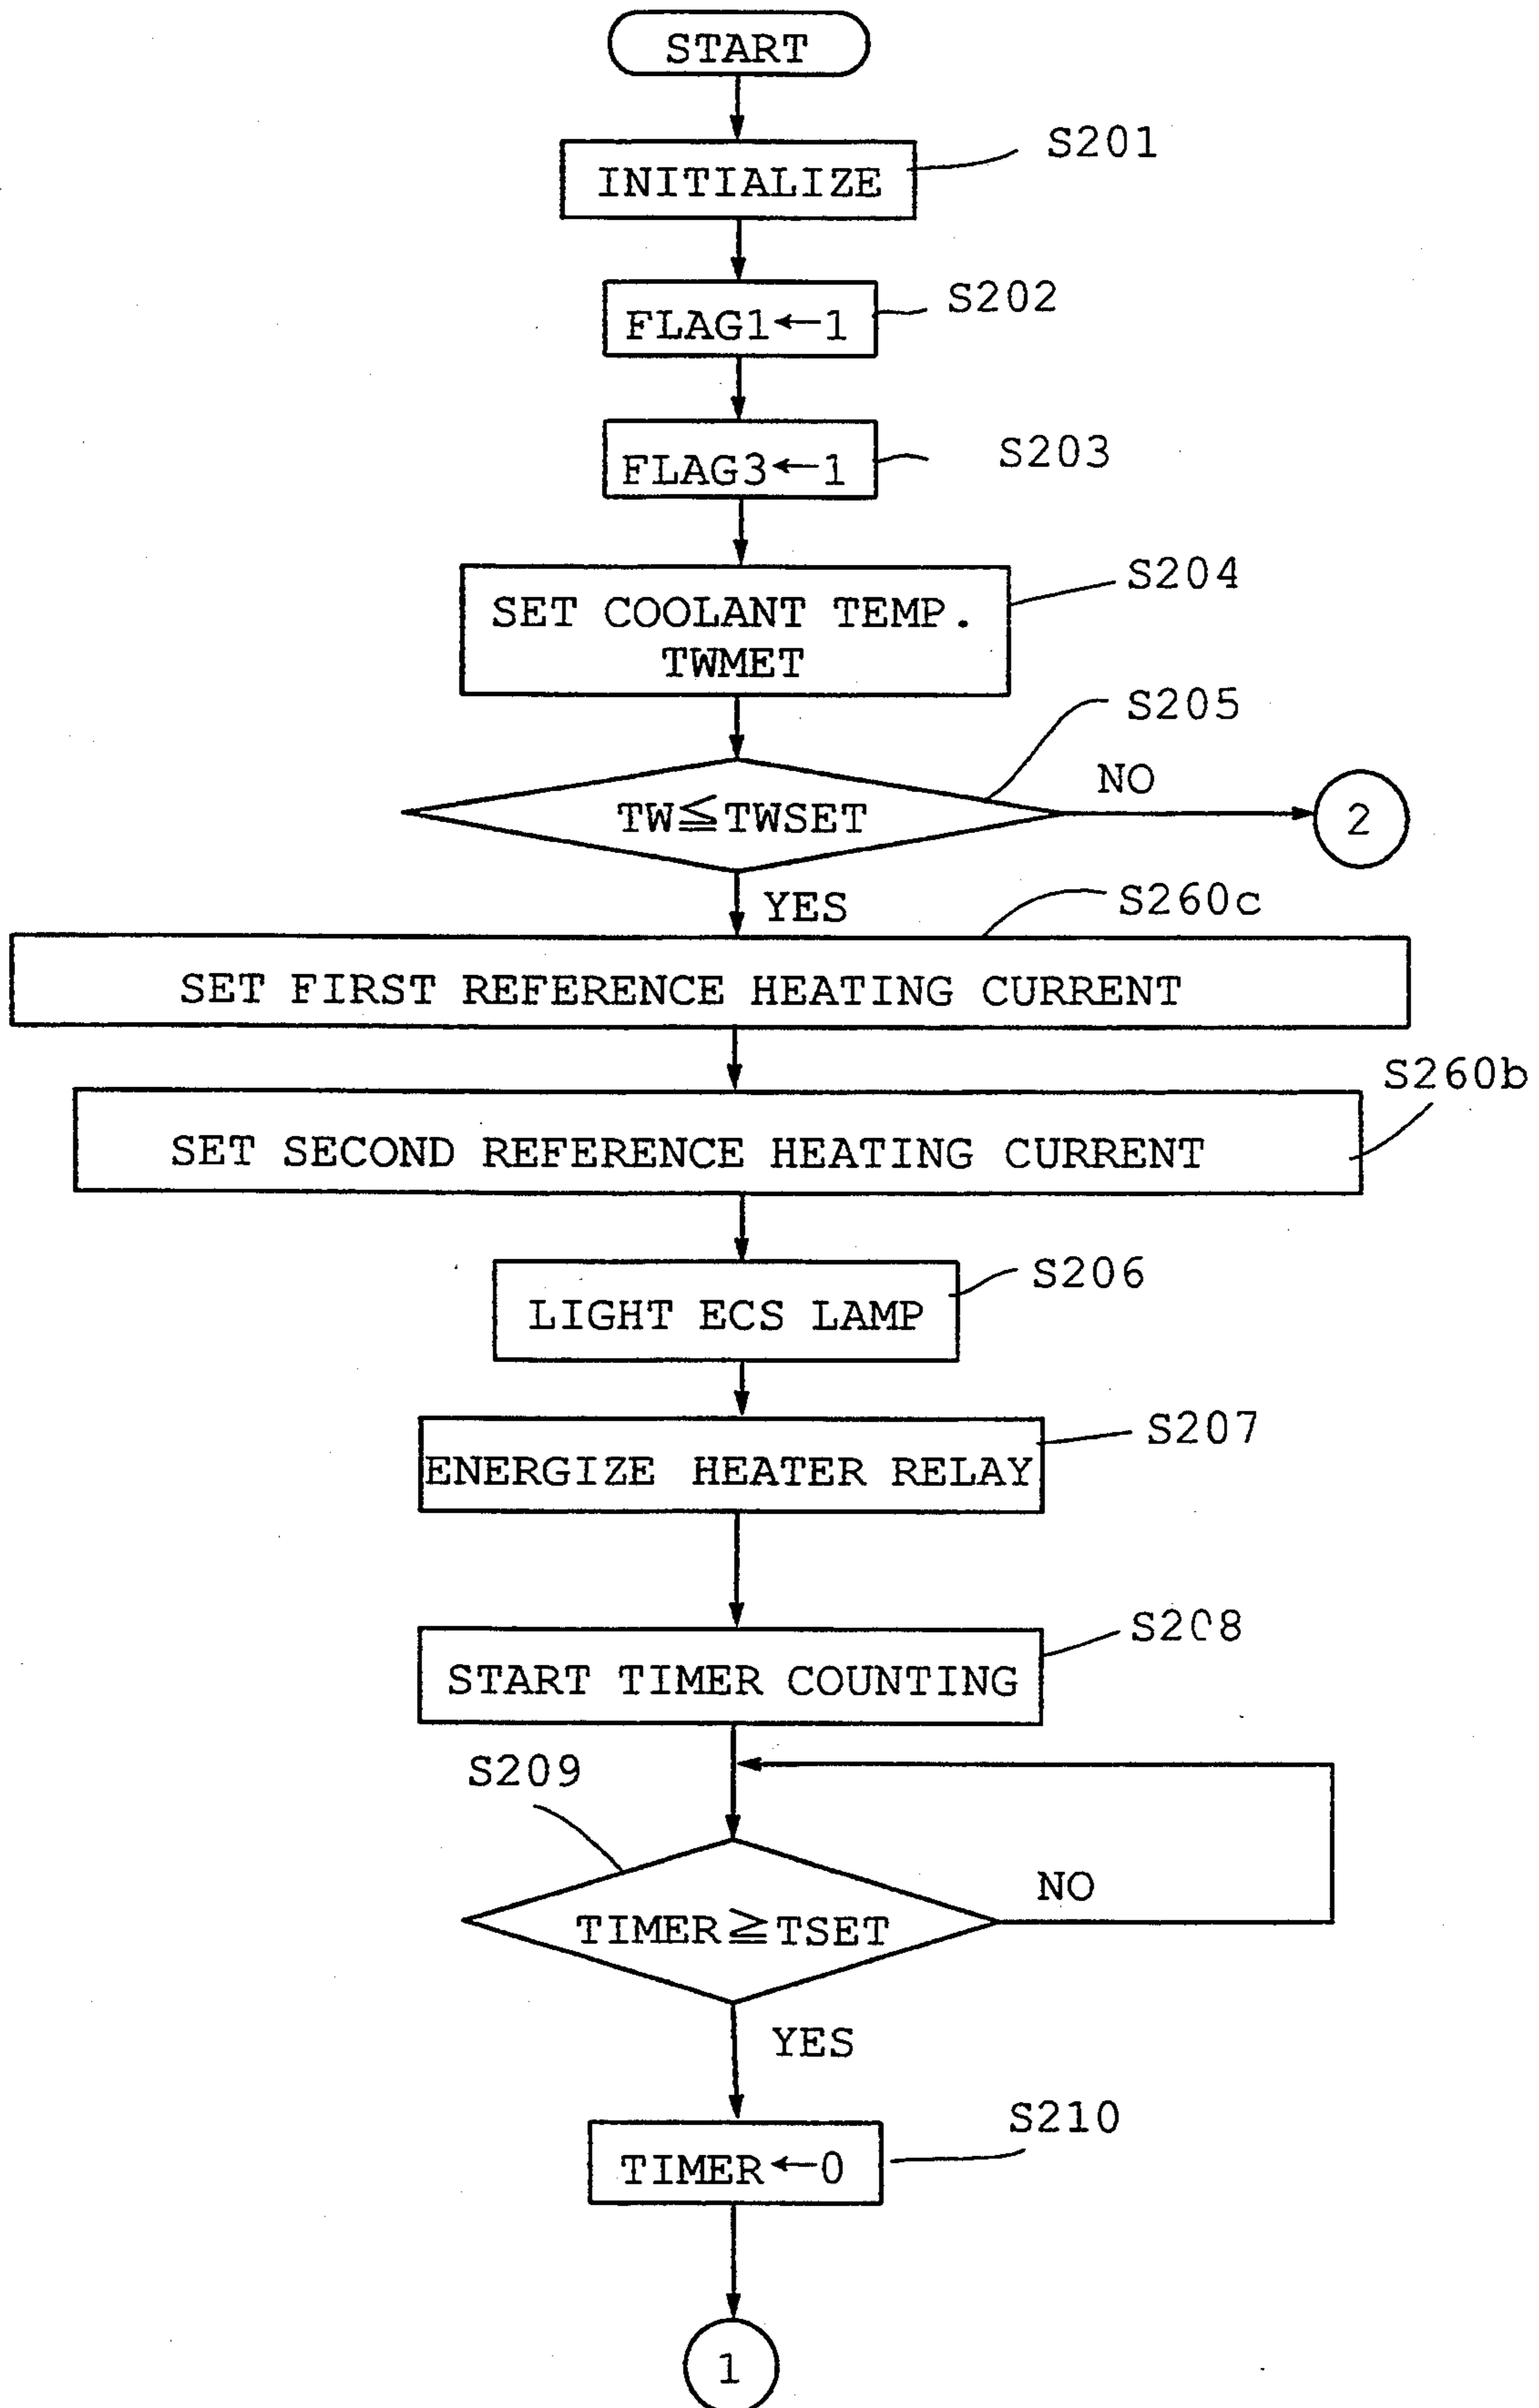 START
S201
INITIALIZE
S202
FLAG1←1
S203
FLAG3←1
S204
SET COOLANT TEMP.
TWMET
S205
TW≦TWSET
NO
2
YES
S260c
SET FIRST REFERENCE HEATING CURRENT
S260b
SET SECOND REFERENCE HEATING CURRENT
S206
LIGHT ECS LAMP
S207
ENERGIZE HEATER RELAY
S208
START TIMER COUNTING
S209
TIMER≧TSET
NO
YES
S210
TIMER←0
1